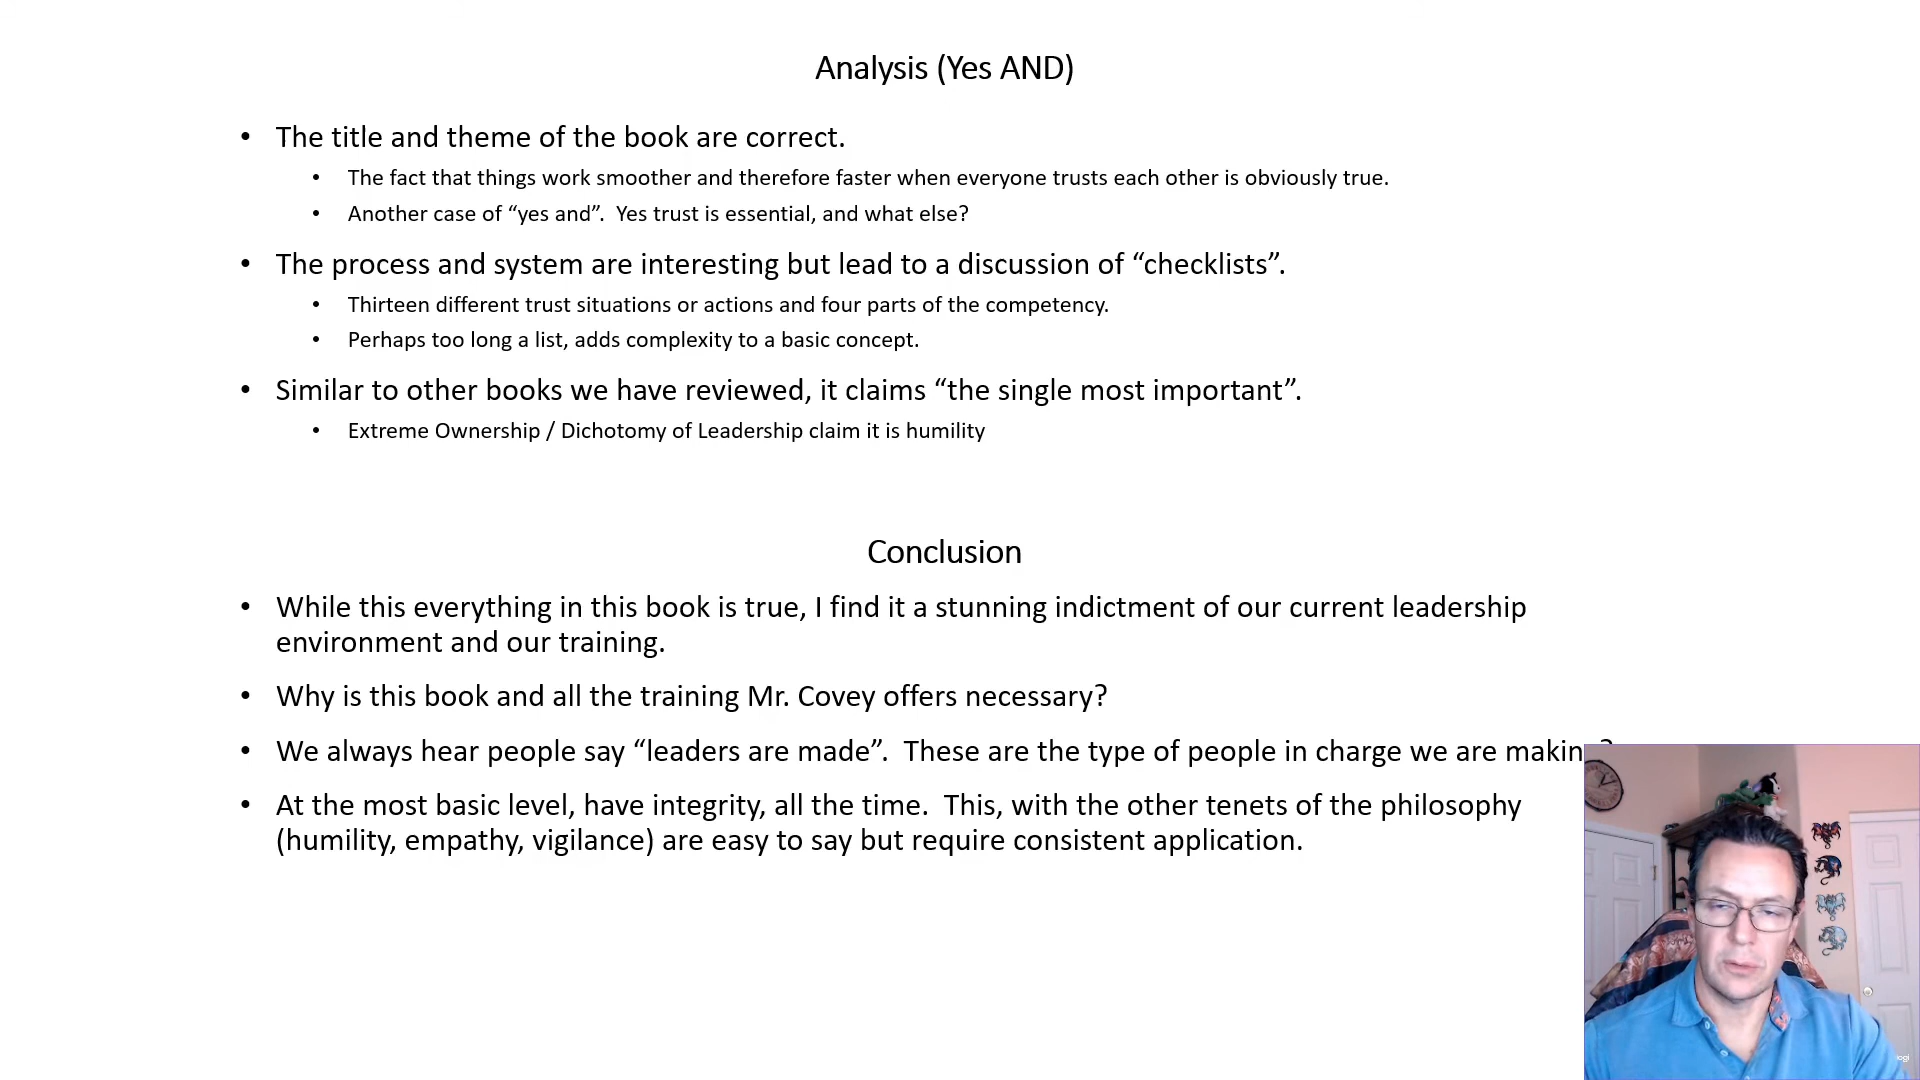 Analysis (Yes AND)
• The title and theme of the book are correct.
• The fact that things work smoother and therefore faster when everyone trusts each other is obviously true.
• Another case of “yes and”.  Yes trust is essential, and what else?
• The process and system are interesting but lead to a discussion of “checklists”.
• Thirteen different trust situations or actions and four parts of the competency.
• Perhaps too long a list, adds complexity to a basic concept.
• Similar to other books we have reviewed, it claims “the single most important”.
• Extreme Ownership / Dichotomy of Leadership claim it is humility
Conclusion
• While this everything in this book is true, I find it a stunning indictment of our current leadership
environment and our training.
• Why is this book and all the training Mr. Covey offers necessary?
• We always hear people say “leaders are made”.  These are the type of people in charge we are makin ?
• At the most basic level, have integrity, all the time.  This, with the other tenets of the philosophy
(humility, empathy, vigilance) are easy to say but require consistent application.
logi